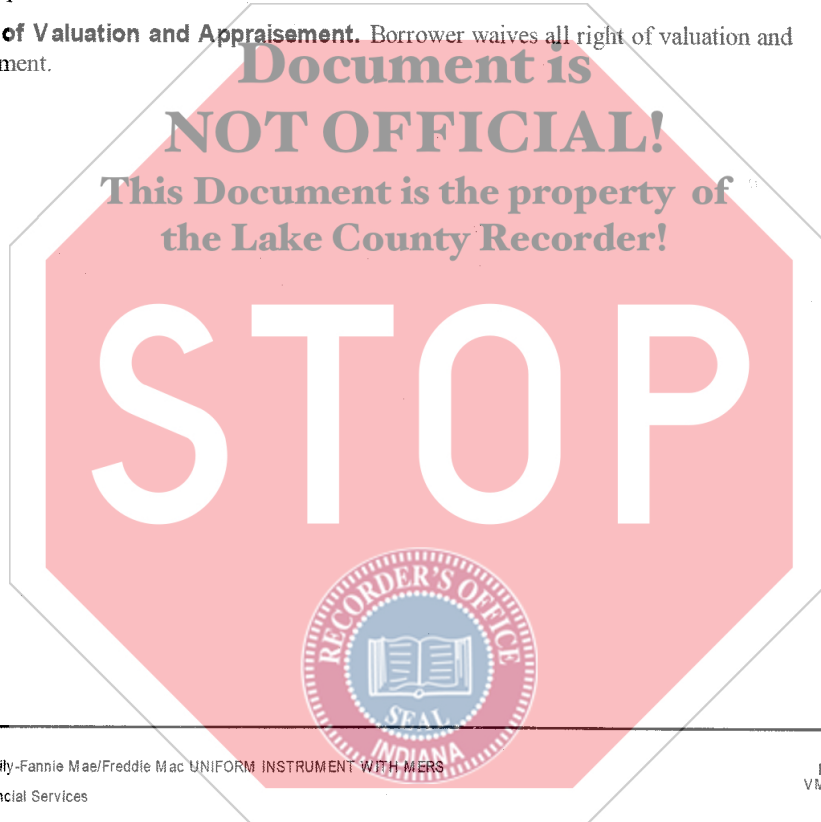 of Valuation and Appraisement. Borrower waives all right of valuation and
ment.
Document is
NOT OFFICIAL!
This Document is the property of
the Lake County Recorder!
STOP
RECORDER'S OFFICE
SEAL
INDIANA
ily-Fannie Mae/Freddie Mac UNIFORM INSTRUMENT WITH MERS
VM
ncial Services